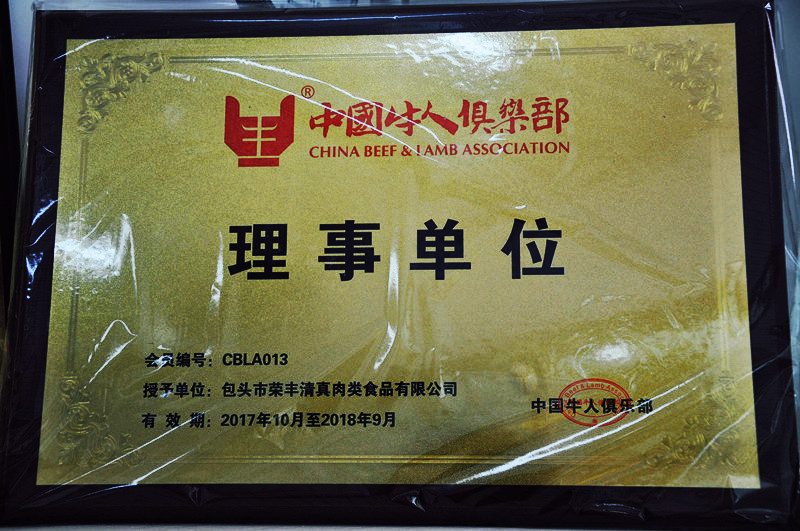 ®
中國牛人俱樂部
CHINA BEEF & LAMB ASSOCIATION
理事单位
会员编号：CBLA013
授予单位：包头市荣丰清真肉类食品有限公司
有效期：2017年10月至2018年9月
中国牛人俱乐部
Beef & Lamb Asso